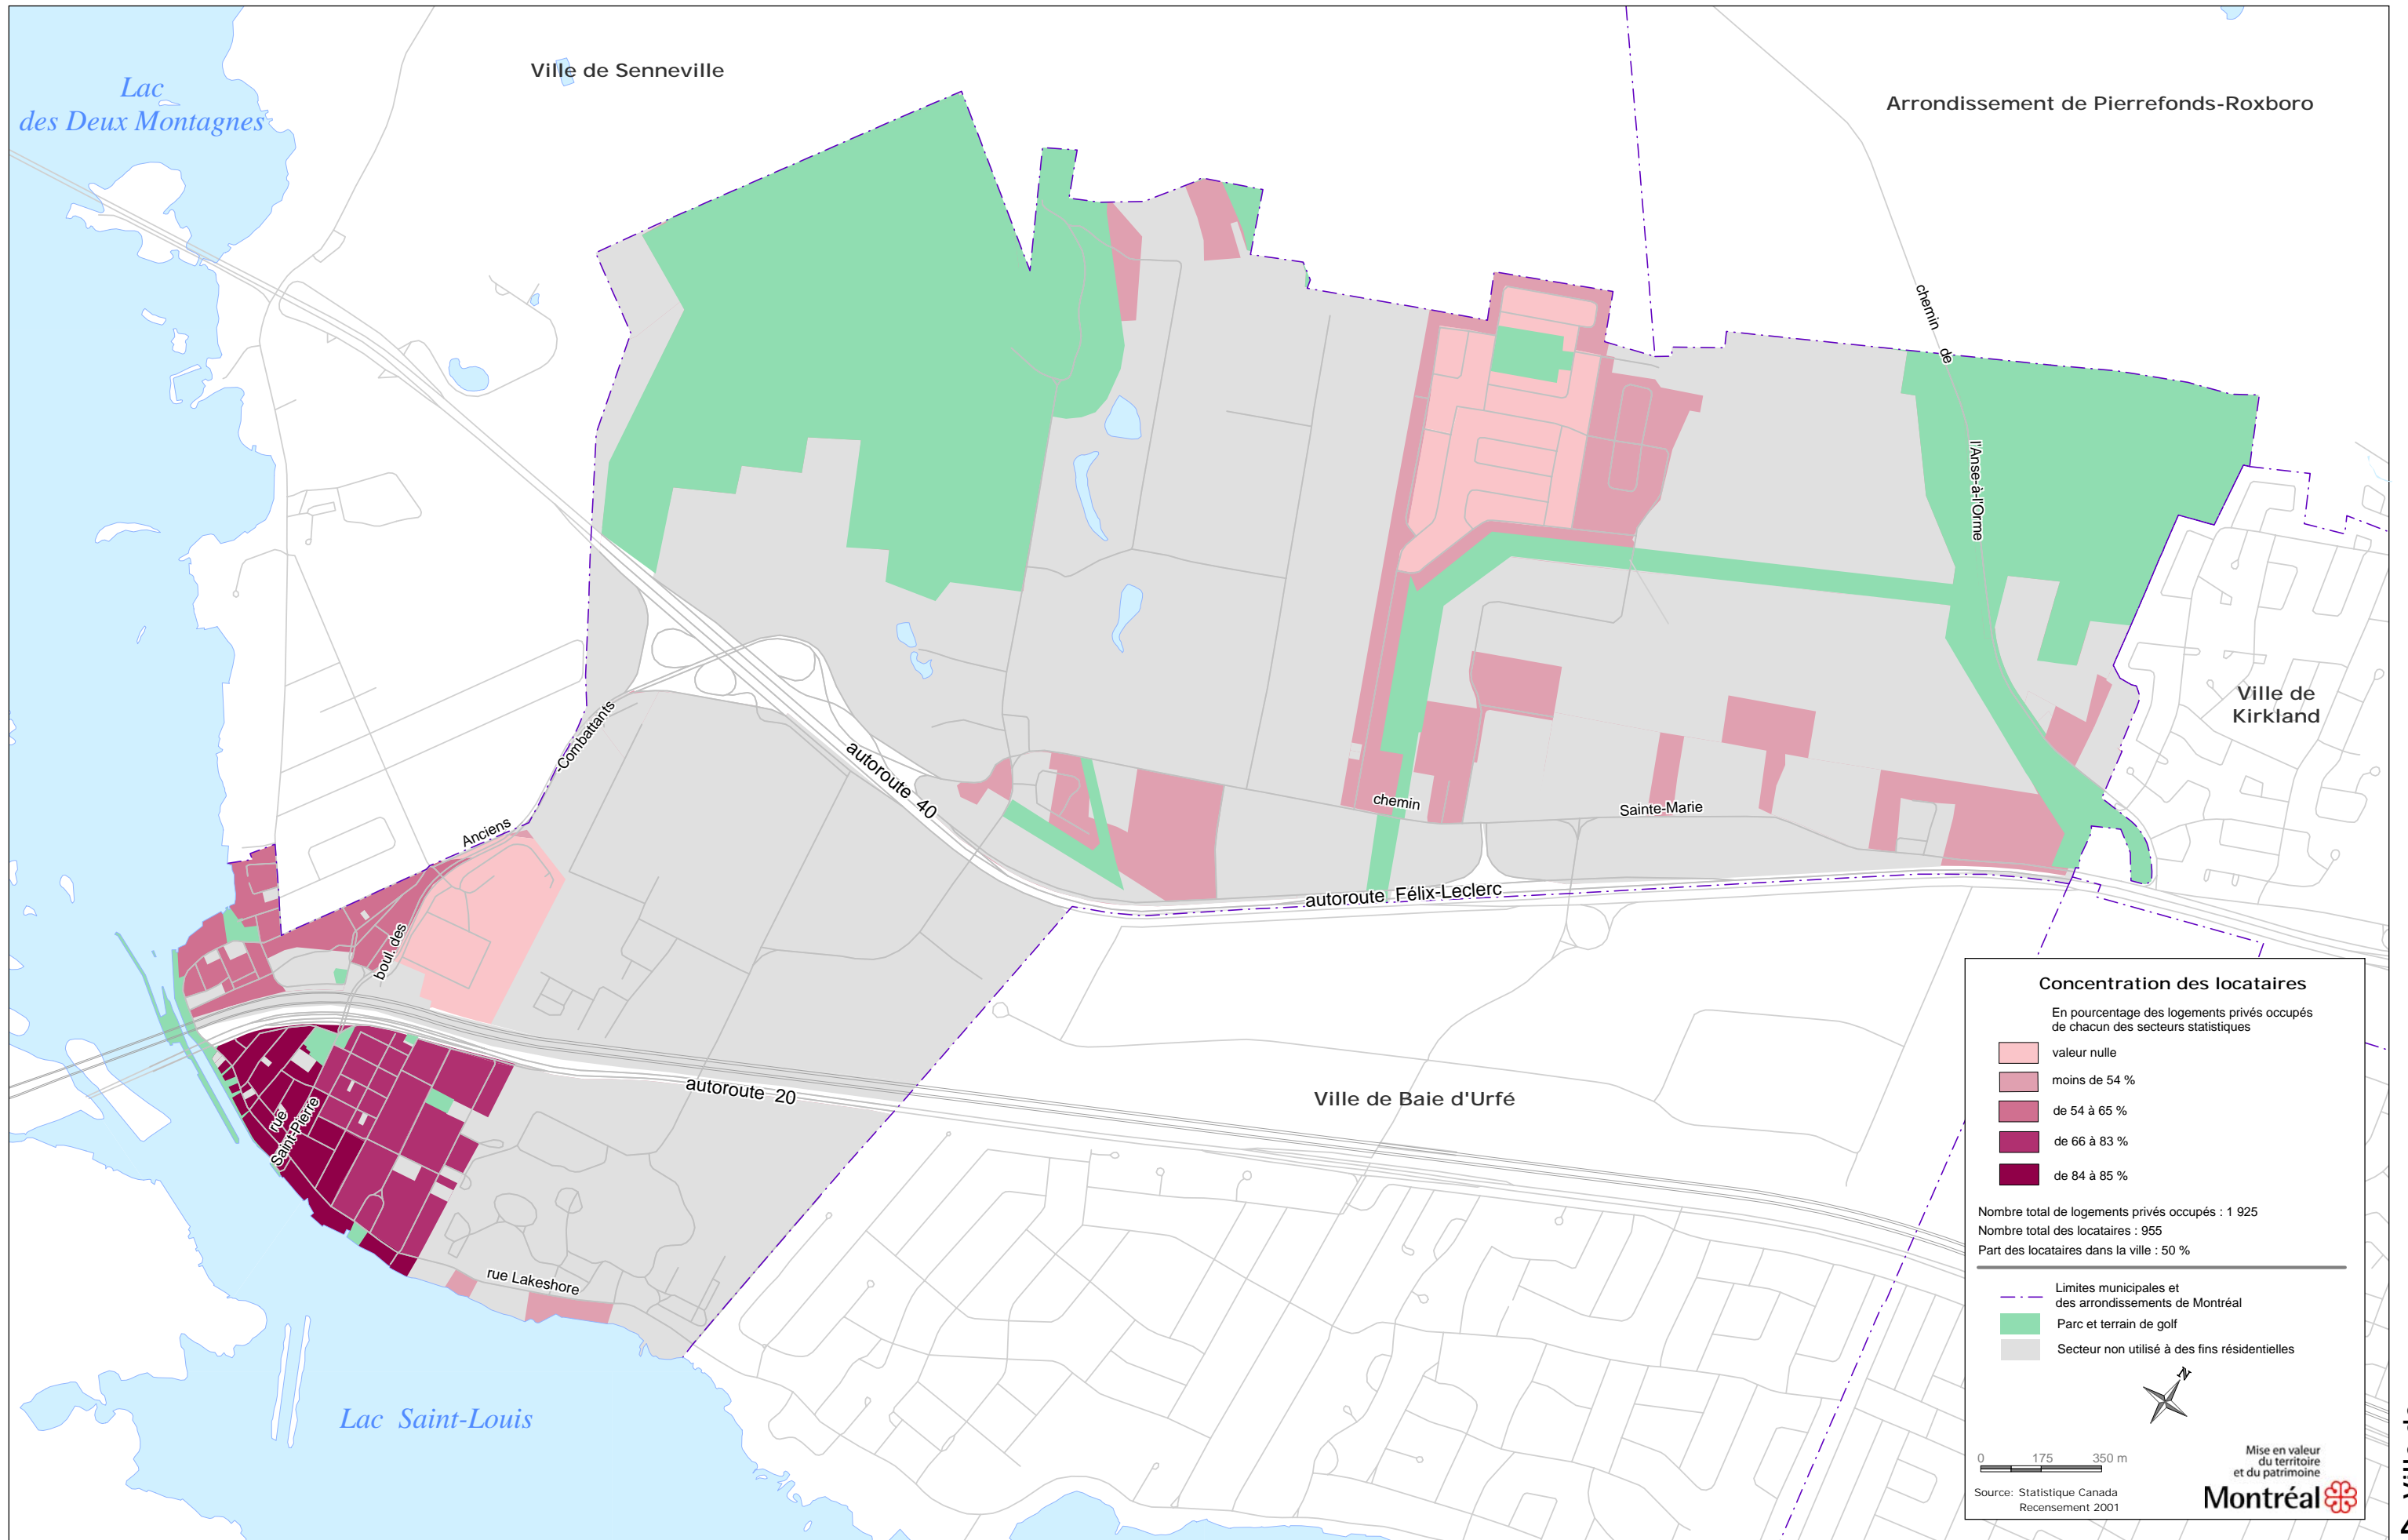 Lac
des Deux Montagnes
Ville de Senneville
Arrondissement de Pierrefonds-Roxboro
chemin
de
l'Anse-à-l'Orme
Ville de
Kirkland
-Combattants
Anciens
boul. des
autoroute 40
chemin
Sainte-Marie
autoroute Félix-Leclerc
rue
Saint-Pierre
autoroute 20
Ville de Baie d'Urfé
rue Lakeshore
Lac Saint-Louis
Concentration des locataires
En pourcentage des logements privés occupés
de chacun des secteurs statistiques
valeur nulle
moins de 54 %
de 54 à 65 %
de 66 à 83 %
de 84 à 85 %
Nombre total de logements privés occupés : 1 925
Nombre total des locataires : 955
Part des locataires dans la ville : 50 %
Limites municipales et
des arrondissements de Montréal
Parc et terrain de golf
Secteur non utilisé à des fins résidentielles
N
0 175 350 m
Mise en valeur
du territoire
et du patrimoine
Montréal
Source: Statistique Canada
Recensement 2001